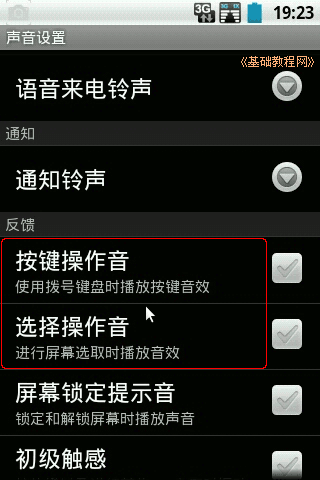 3G 19:23
声音设置
《基础教程网》
语音来电铃声
通知
通知铃声
反馈
按键操作音
使用拨号键盘时播放按键音效
选择操作音
进行屏幕选取时播放音效
屏幕锁定提示音
锁定和解锁屏幕时播放声音
初级触感